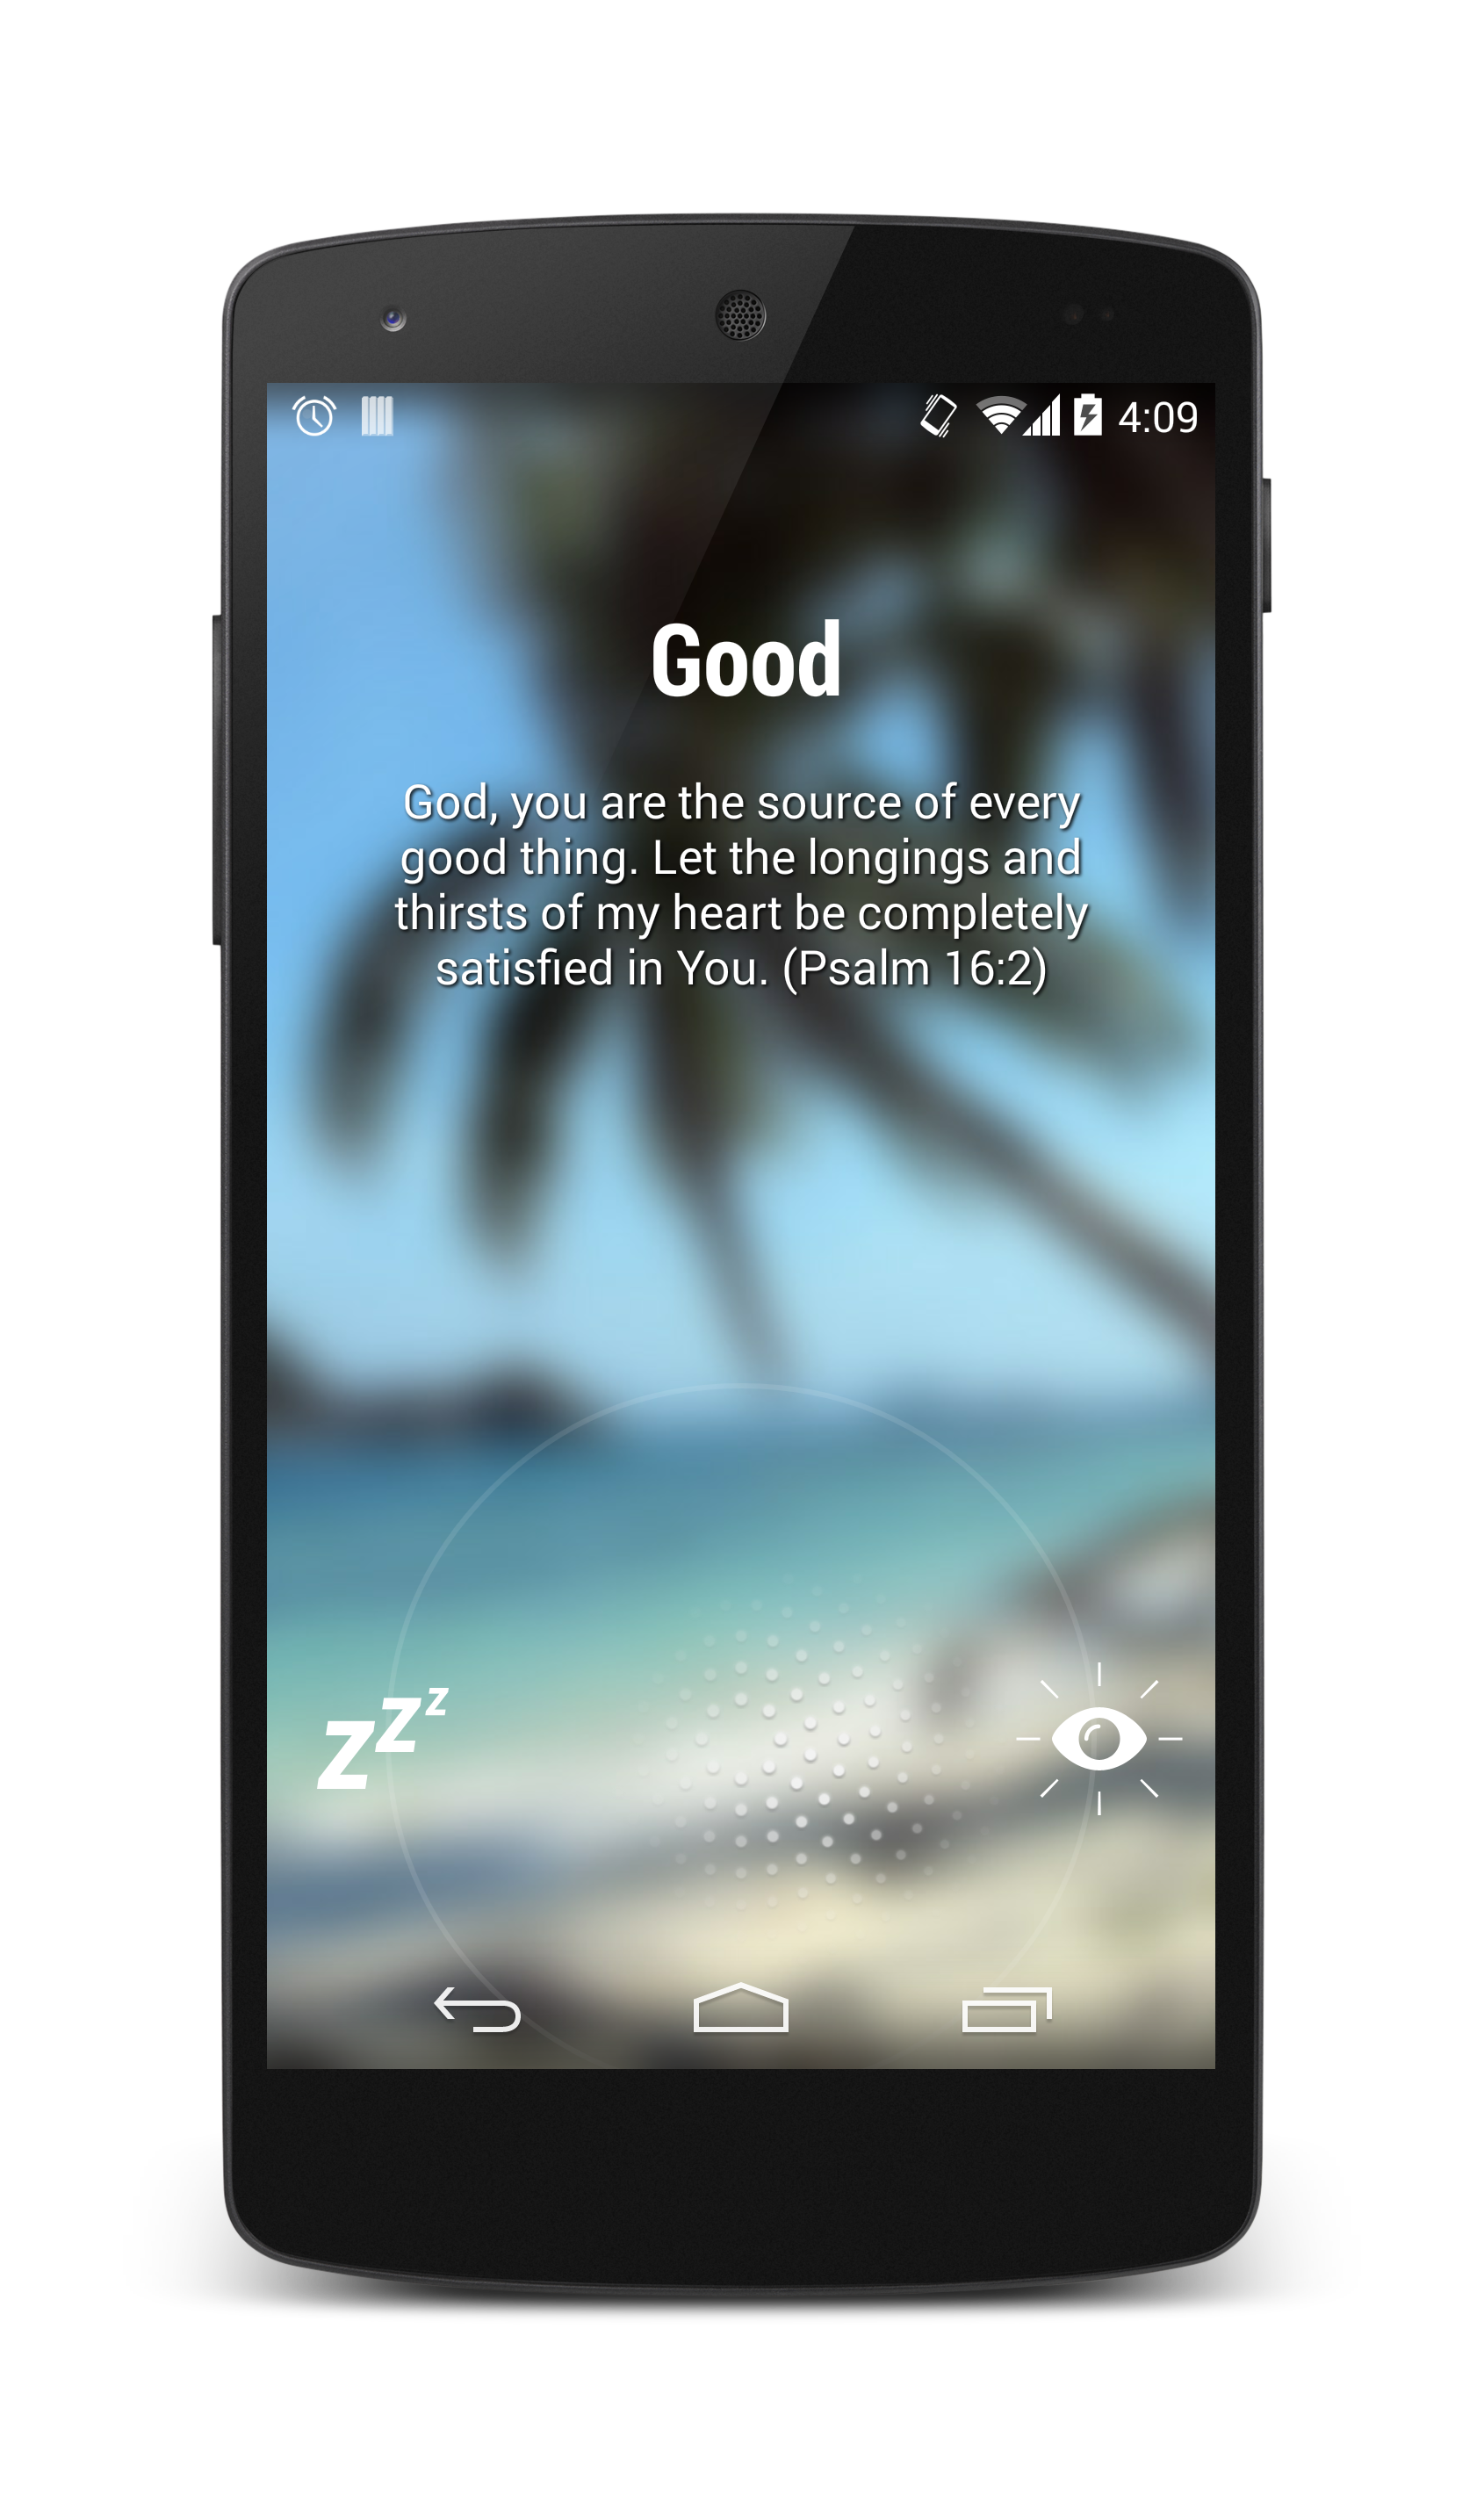 4:09
Good
God, you are the source of every
good thing. Let the longings and
thirsts of my heart be completely
satisfied in You. (Psalm 16:2)
zzz